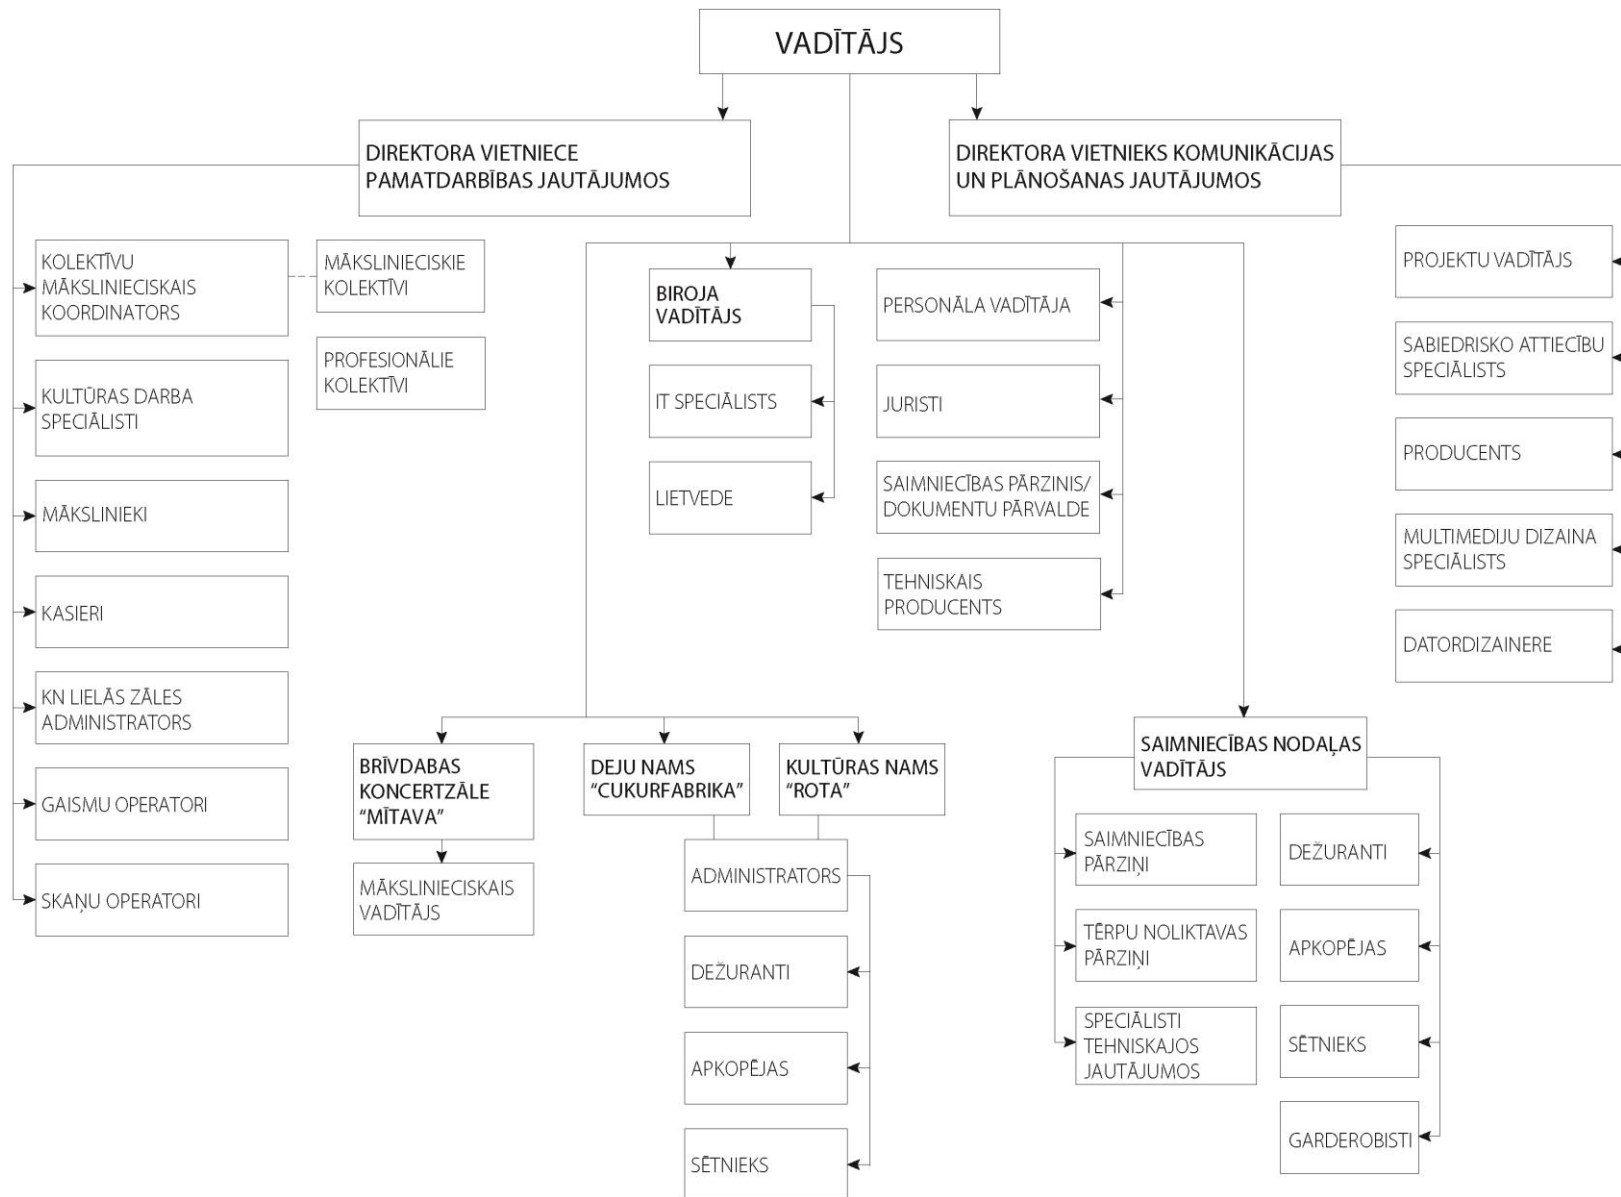 VADĪTĀJS
DIREKTORA VIETNIECE
PAMATDARBĪBAS JAUTĀJUMOS
DIREKTORA VIETNIEKS KOMUNIKĀCIJAS
UN PLĀNOŠANAS JAUTĀJUMOS
KOLEKTĪVU
MĀKSLINIECISKAIS
KOORDINATORS
MĀKSLINIECISKIE
KOLEKTĪVI
PROFESIONĀLIE
KOLEKTĪVI
KULTŪRAS DARBA
SPECIĀLISTI
MĀKSLINIEKI
KASIERI
KN LIELĀS ZĀLES
ADMINISTRATORS
GAISMU OPERATORI
SKAŅU OPERATORI
BIROJA
VADĪTĀJS
IT SPECIĀLISTS
LIETVEDE
PERSONĀLA VADĪTĀJA
JURISTI
SAIMNIECĪBAS PĀRZINIS/
DOKUMENTU PĀRVALDE
TEHNISKAIS
PRODUCENTS
PROJEKTU VADĪTĀJS
SABIEDRISKO ATTIECĪBU
SPECIĀLISTS
PRODUCENTS
MULTIMEDIJU DIZAINA
SPECIĀLISTS
DATORDIZAINERE
BRĪVDABAS
KONCERTZĀLE
"MĪTAVA"
MĀKSLINIECISKAIS
VADĪTĀJS
DEJU NAMS
"CUKURFABRIKA"
KULTŪRAS NAMS
"ROTA"
ADMINISTRATORS
DEŽURANTI
APKOPĒJAS
SĒTNIEKS
SAIMNIECĪBAS NODAĻAS
VADĪTĀJS
SAIMNIECĪBAS
PĀRZIŅI
TĒRPU NOLIKTAVAS
PĀRZIŅI
SPECIĀLISTI
TEHNISKAJOS
JAUTĀJUMOS
DEŽURANTI
APKOPĒJAS
SĒTNIEKS
GARDEROBISTI